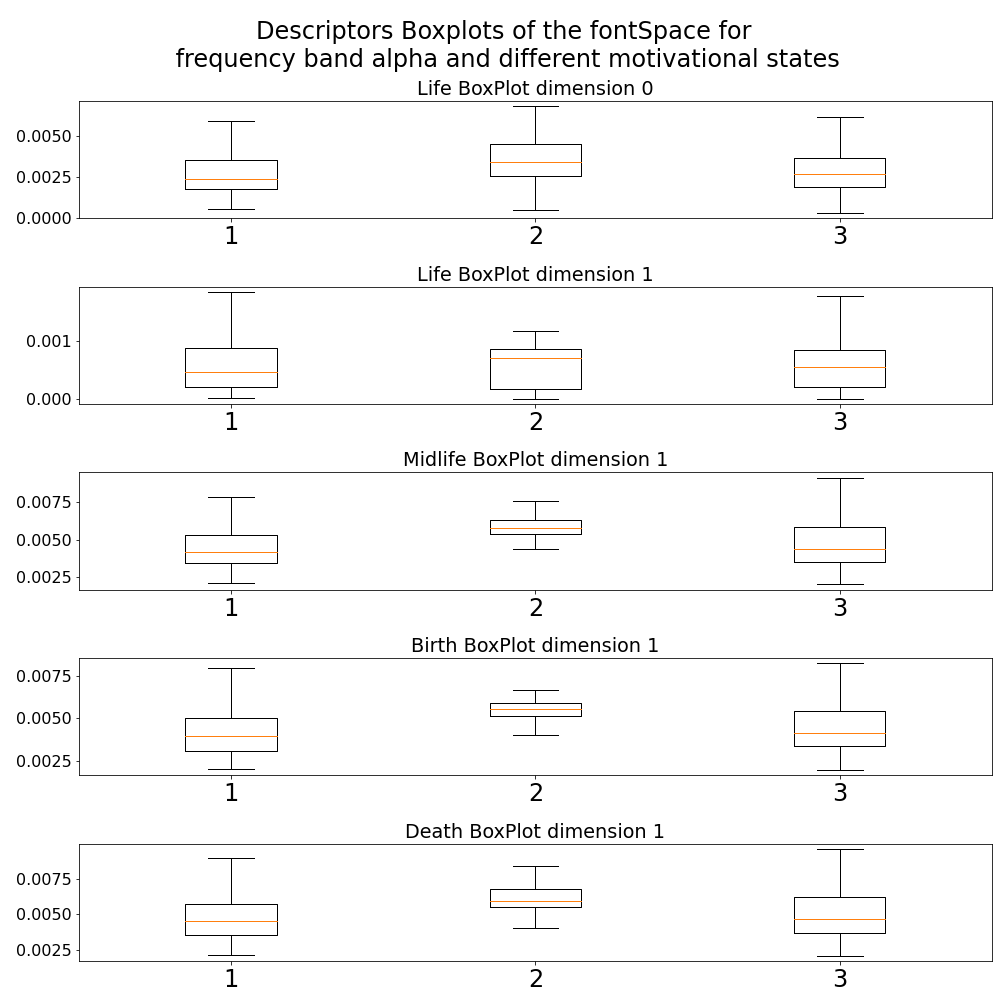 Descriptors Boxplots of the fontSpace for
frequency band alpha and different motivational states
Life BoxPlot dimension 0
0.0050
0.0025
0.0000
1 2 3
Life BoxPlot dimension 1
0.001
0.000
1 2 3
Midlife BoxPlot dimension 1
0.0075
0.0050
0.0025
1 2 3
Birth BoxPlot dimension 1
0.0075
0.0050
0.0025
1 2 3
Death BoxPlot dimension 1
0.0075
0.0050
0.0025
1 2 3